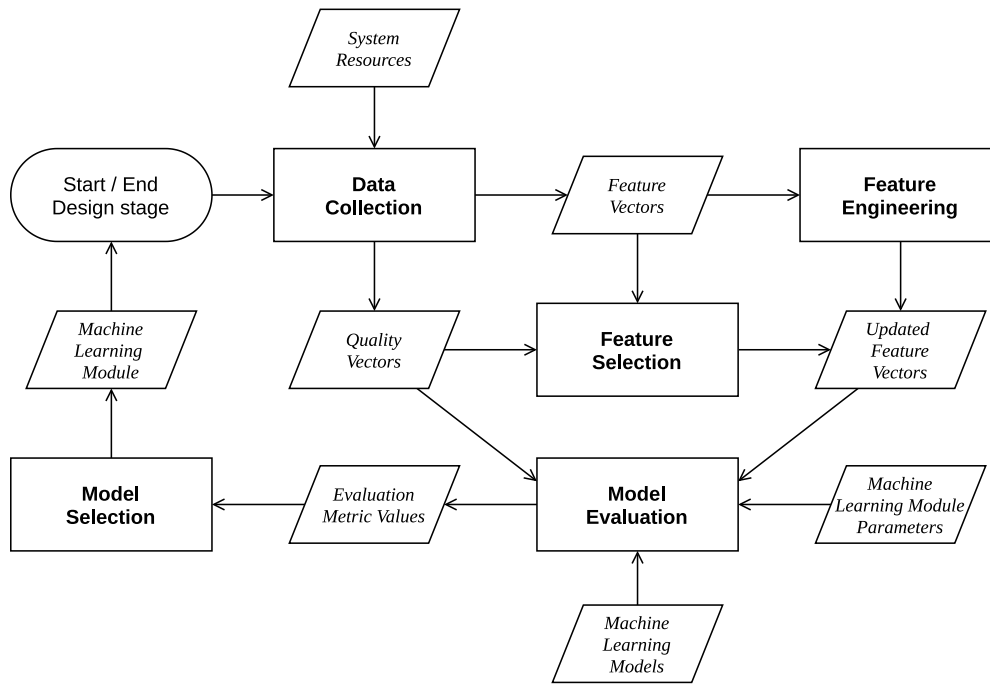 System
Resources
Start / End
Design stage
Data
Collection
Feature
Vectors
Feature
Engineering
Machine
Learning
Module
Quality
Vectors
Feature
Selection
Updated
Feature
Vectors
Model
Selection
Evaluation
Metric Values
Model
Evaluation
Machine
Learning Module
Parameters
Machine
Learning
Models